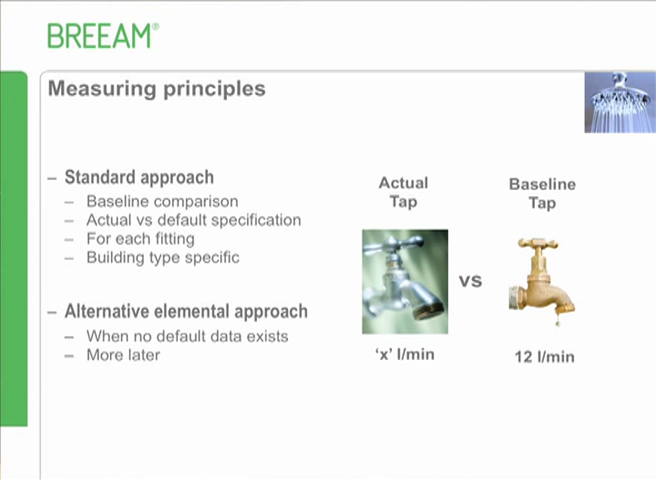 BREEAM®
Measuring principles
– Standard approach
– Baseline comparison
– Actual vs default specification
– For each fitting
– Building type specific
– Alternative elemental approach
– When no default data exists
– More later
Actual
Tap
Baseline
Tap
vs
‘x’ l/min
12 l/min